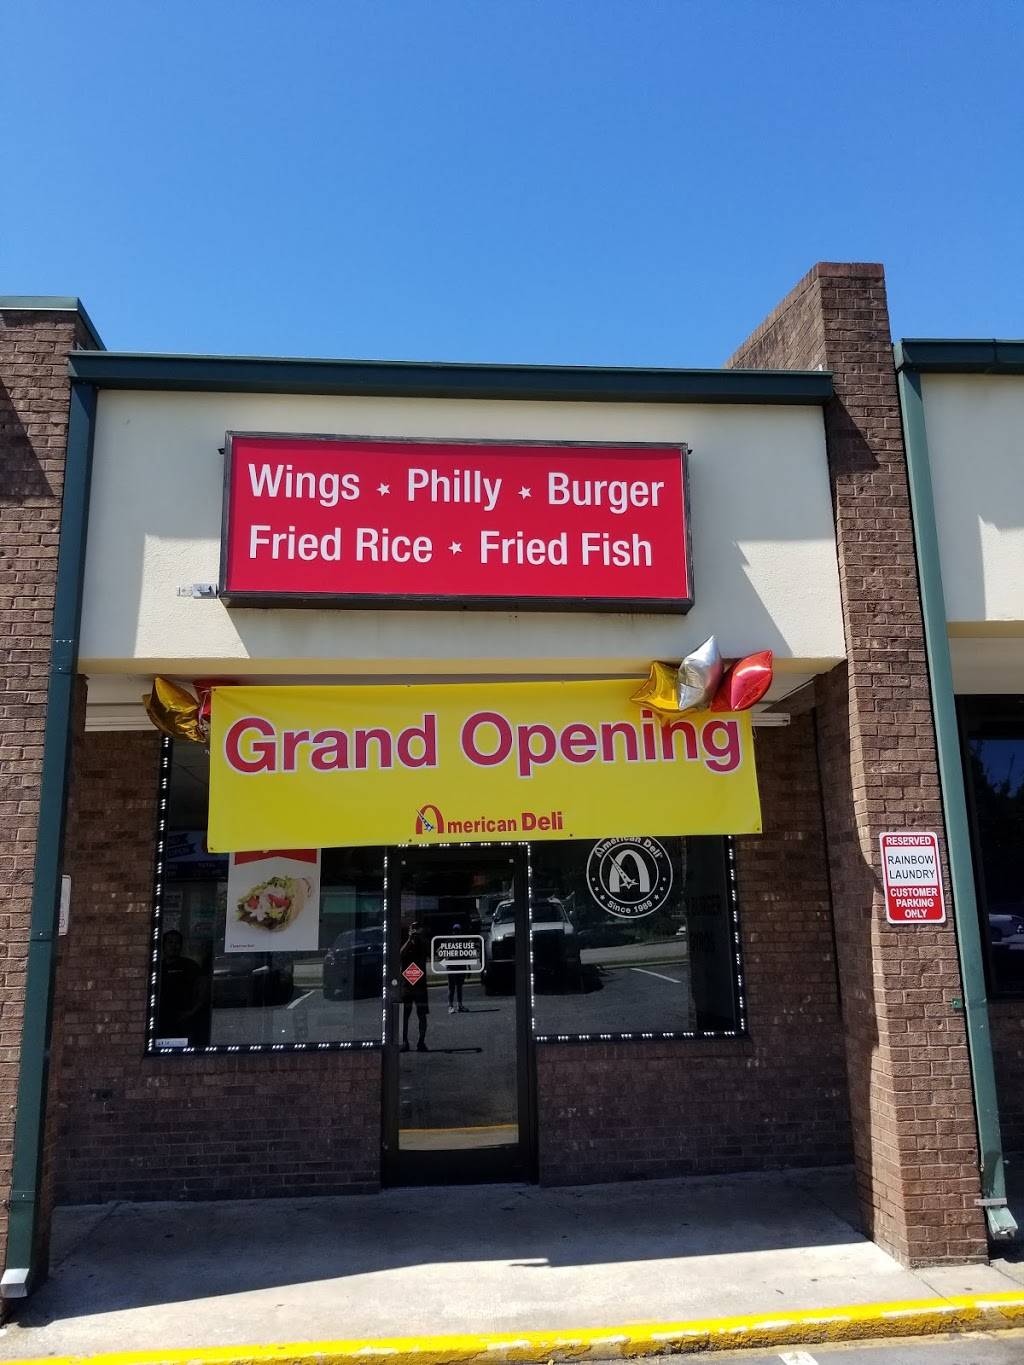 Wings ★ Philly ★ Burger
Fried Rice ★ Fried Fish
Grand Opening
American Deli
American Deli
Since 1989
PLEASE USE
OTHER DOOR
RESERVED
RAINBOW
LAUNDRY
CUSTOMER
PARKING
ONLY